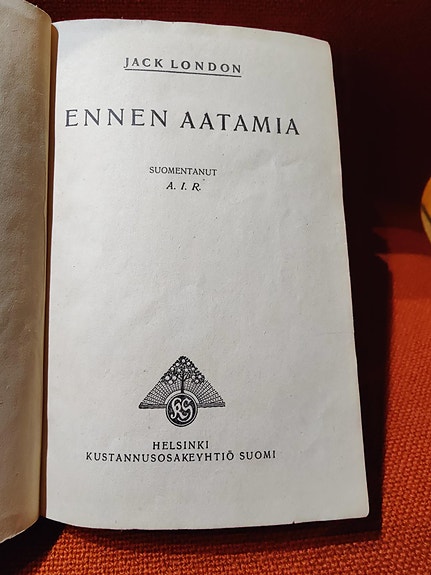 JACK LONDON
ENNEN AATAMIA
SUOMENTANUT
A. I. R.
HELSINKI
KUSTANNUSOSAKEYHTIÖ SUOMI